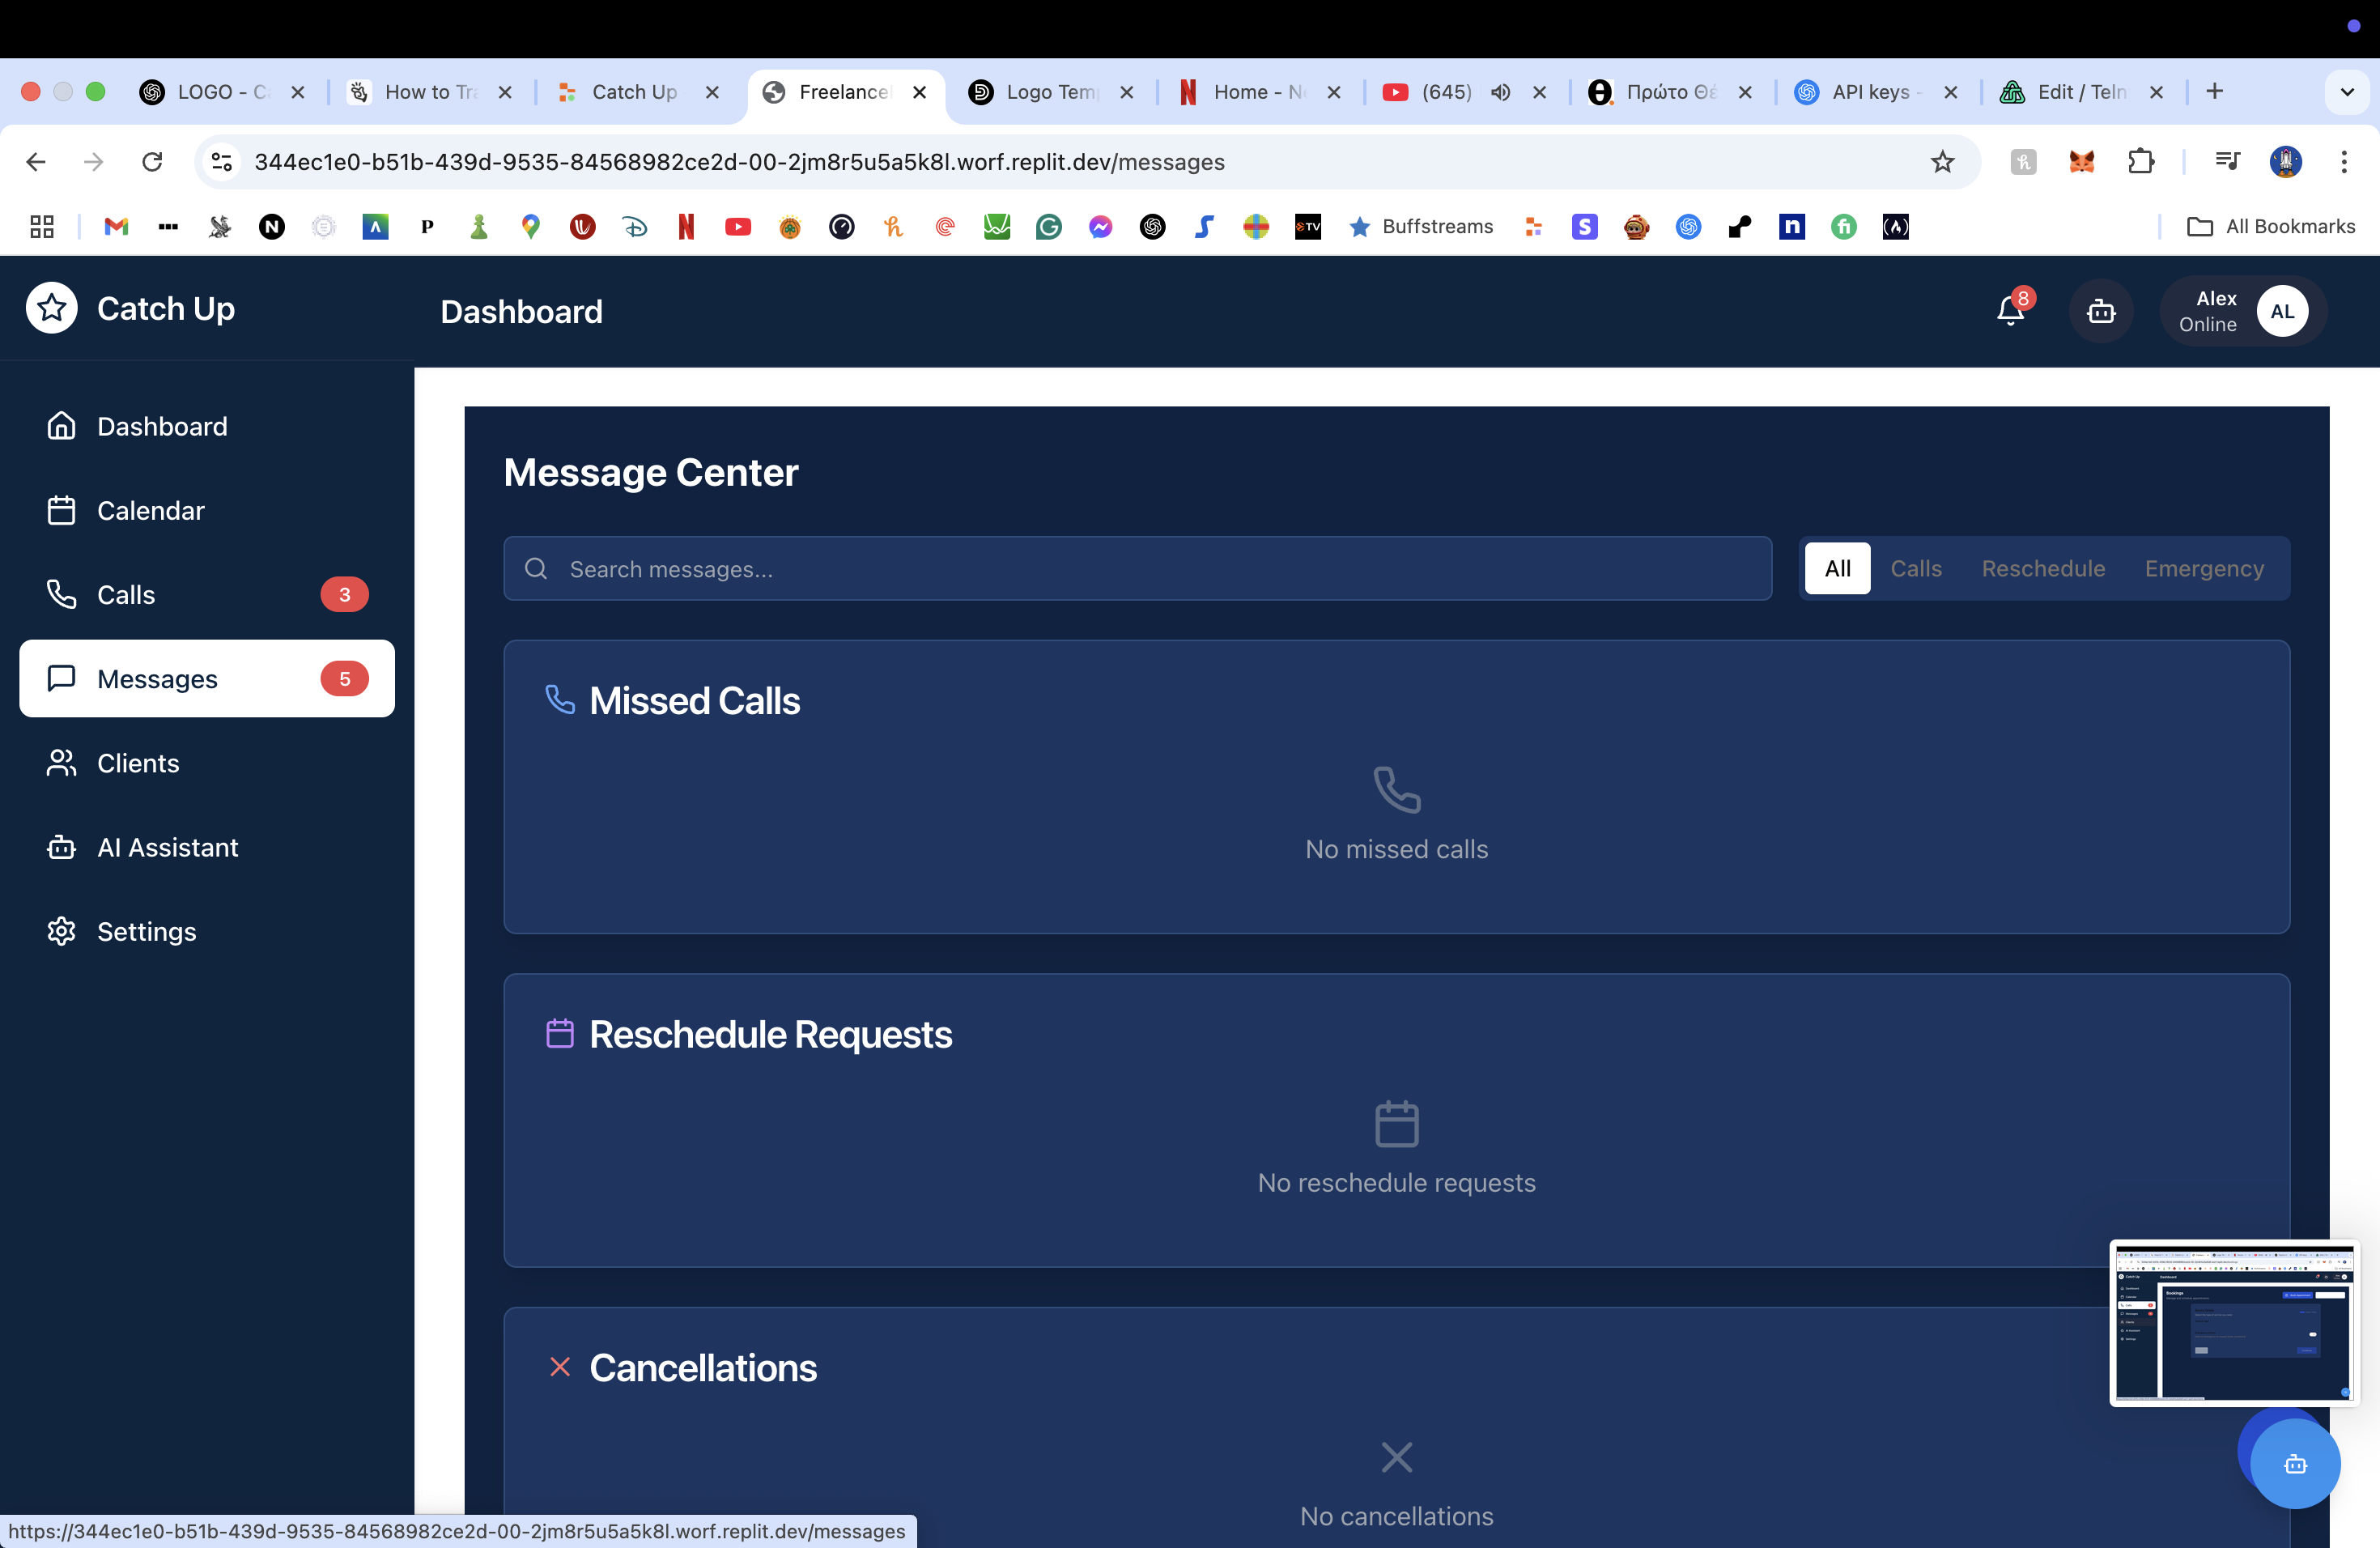 LOGO - C
How to Tra
Catch Up
Freelance
Logo Tem
Home - N
(645)
Πρώτο Θέ
API keys -
Edit / Teln
344ec1e0-b51b-439d-9535-84568982ce2d-00-2jm8r5u5a5k8l.worf.replit.dev/messages
Buffstreams
All Bookmarks
Catch Up
Dashboard
8
Alex
Online
AL
Dashboard
Calendar
Calls
3
Messages
5
Clients
AI Assistant
Settings
Message Center
Search messages...
All
Calls
Reschedule
Emergency
Missed Calls
No missed calls
Reschedule Requests
No reschedule requests
Cancellations
No cancellations
https://344ec1e0-b51b-439d-9535-84568982ce2d-00-2jm8r5u5a5k8l.worf.replit.dev/messages